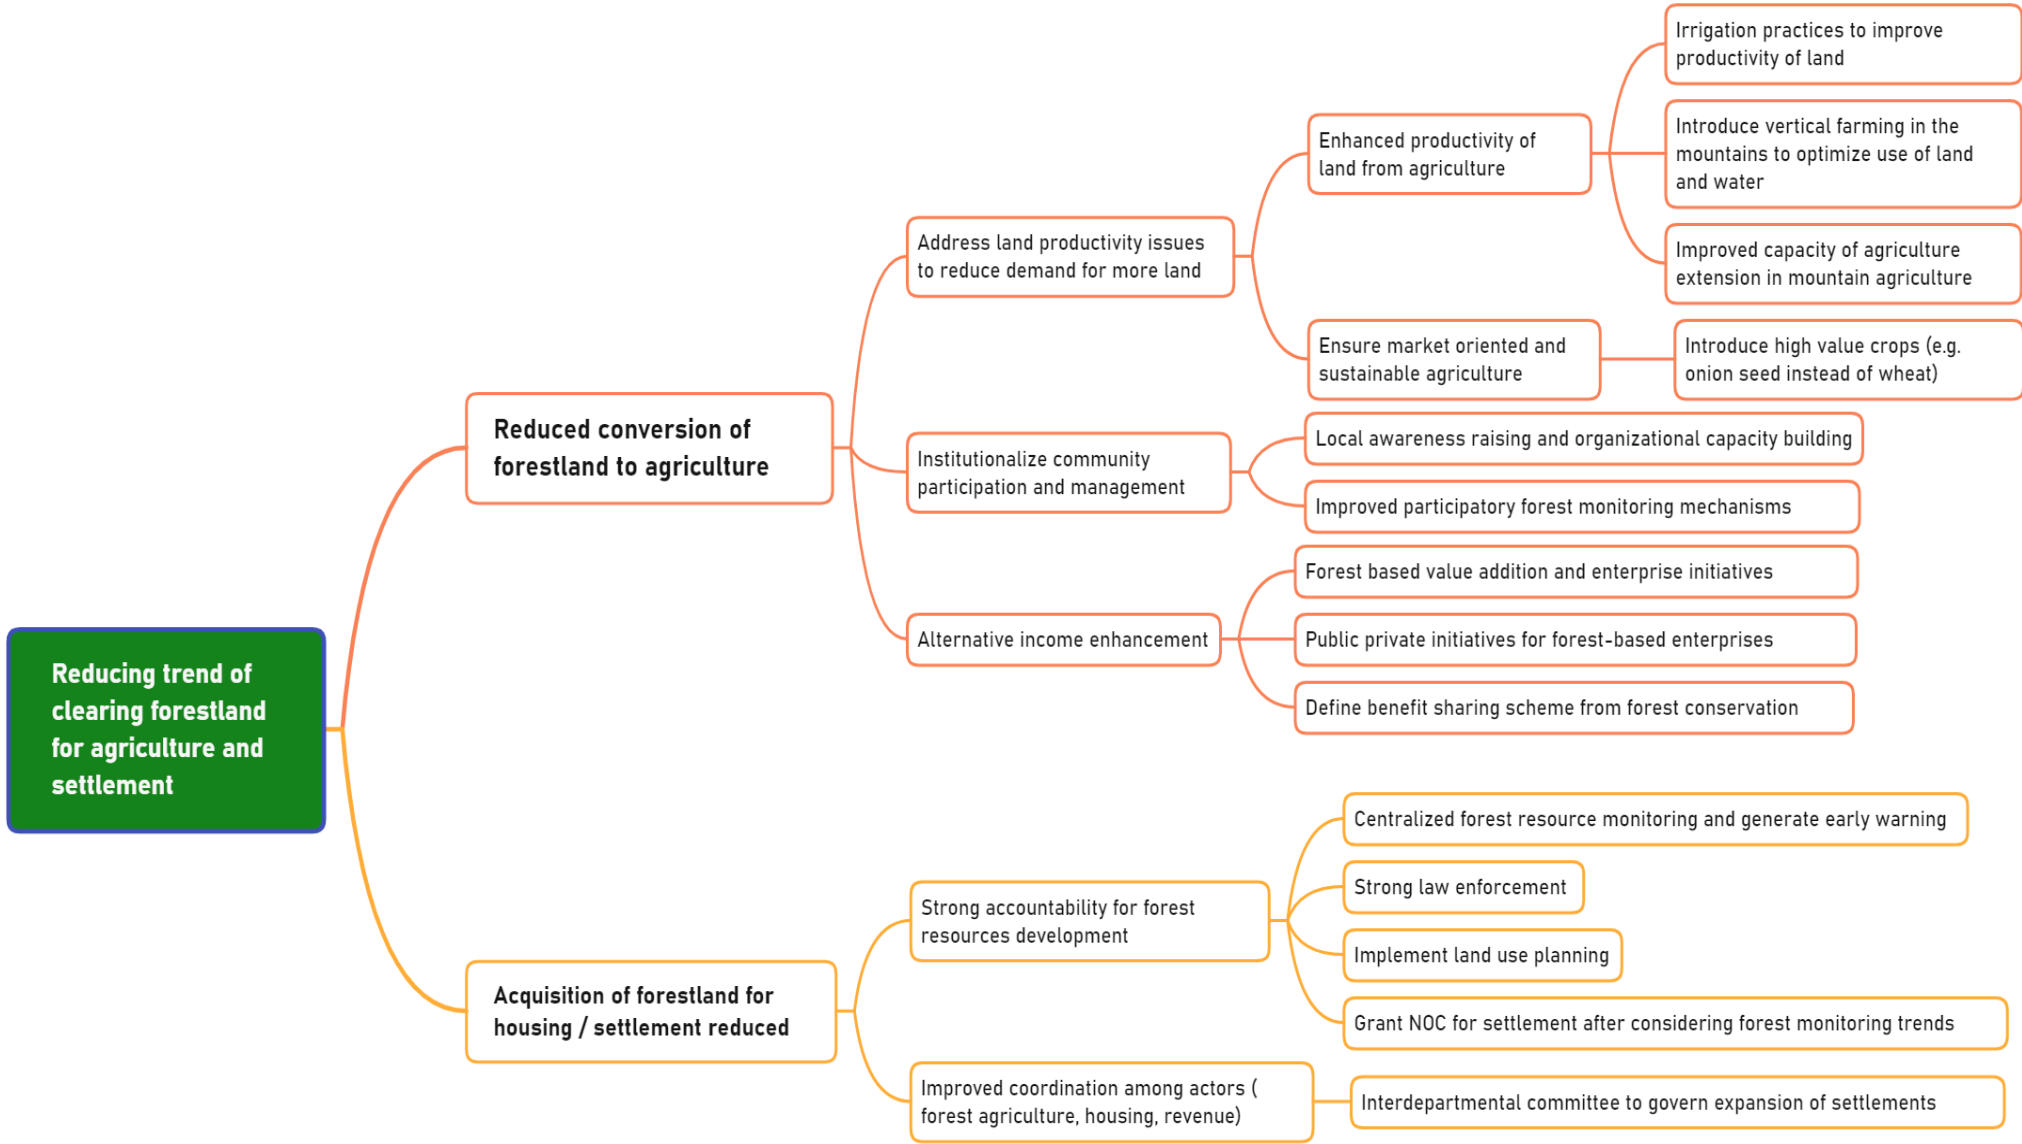 Irrigation practices to improve
productivity of land
Introduce vertical farming in the
mountains to optimize use of land
and water
Enhanced productivity of
land from agriculture
Improved capacity of agriculture
extension in mountain agriculture
Address land productivity issues
to reduce demand for more land
Ensure market oriented and
sustainable agriculture
Introduce high value crops (e.g.
onion seed instead of wheat)
Reduced conversion of
forestland to agriculture
Institutionalize community
participation and management
Local awareness raising and organizational capacity building
Improved participatory forest monitoring mechanisms
Alternative income enhancement
Forest based value addition and enterprise initiatives
Public private initiatives for forest-based enterprises
Define benefit sharing scheme from forest conservation
Reducing trend of
clearing forestland
for agriculture and
settlement
Centralized forest resource monitoring and generate early warning
Strong law enforcement
Strong accountability for forest
resources development
Implement land use planning
Grant NOC for settlement after considering forest monitoring trends
Acquisition of forestland for
housing / settlement reduced
Improved coordination among actors (
forest agriculture, housing, revenue)
Interdepartmental committee to govern expansion of settlements